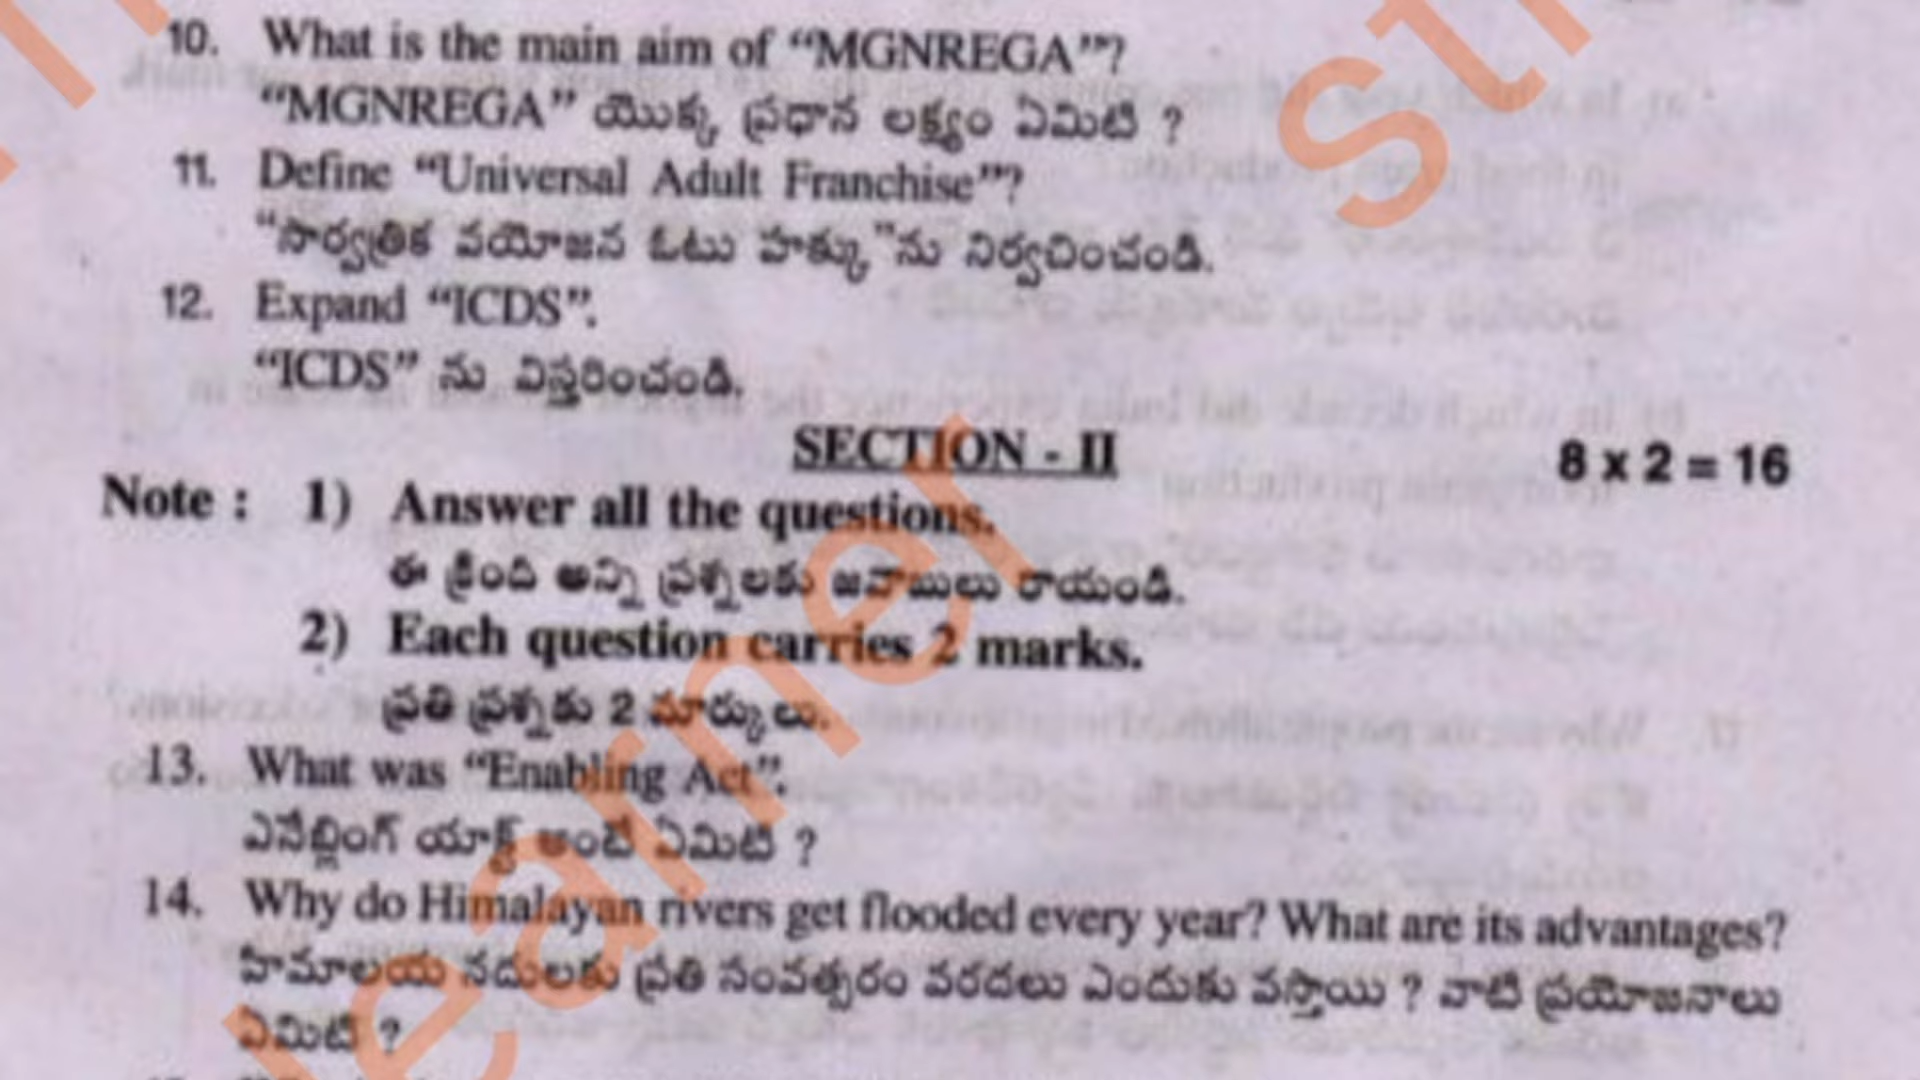 10. What is the main aim of “MGNREGA”?
“MGNREGA” యొక్క ప్రధాన లక్ష్యం ఏమిటి ?
11. Define “Universal Adult Franchise”?
“సార్వత్రిక వయోజన ఓటు హక్కు”ను నిర్వచించండి.
12. Expand “ICDS”.
“ICDS” ను విస్తరించండి.
SECTION - II 8 x 2 = 16
Note : 1) Answer all the questions.
ఈ క్రింది అన్ని ప్రశ్నలకు జవాబులు రాయండి.
2) Each question carries 2 marks.
ప్రతి ప్రశ్నకు 2 మార్కులు.
13. What was “Enabling Act”.
ఎనేబ్లింగ్ యాక్ట్ అంటే ఏమిటి ?
14. Why do Himalayan rivers get flooded every year? What are its advantages?
హిమాలయ నదులకు ప్రతి సంవత్సరం వరదలు ఎందుకు వస్తాయి ? వాటి ప్రయోజనాలు
ఏమిటి ?
learner